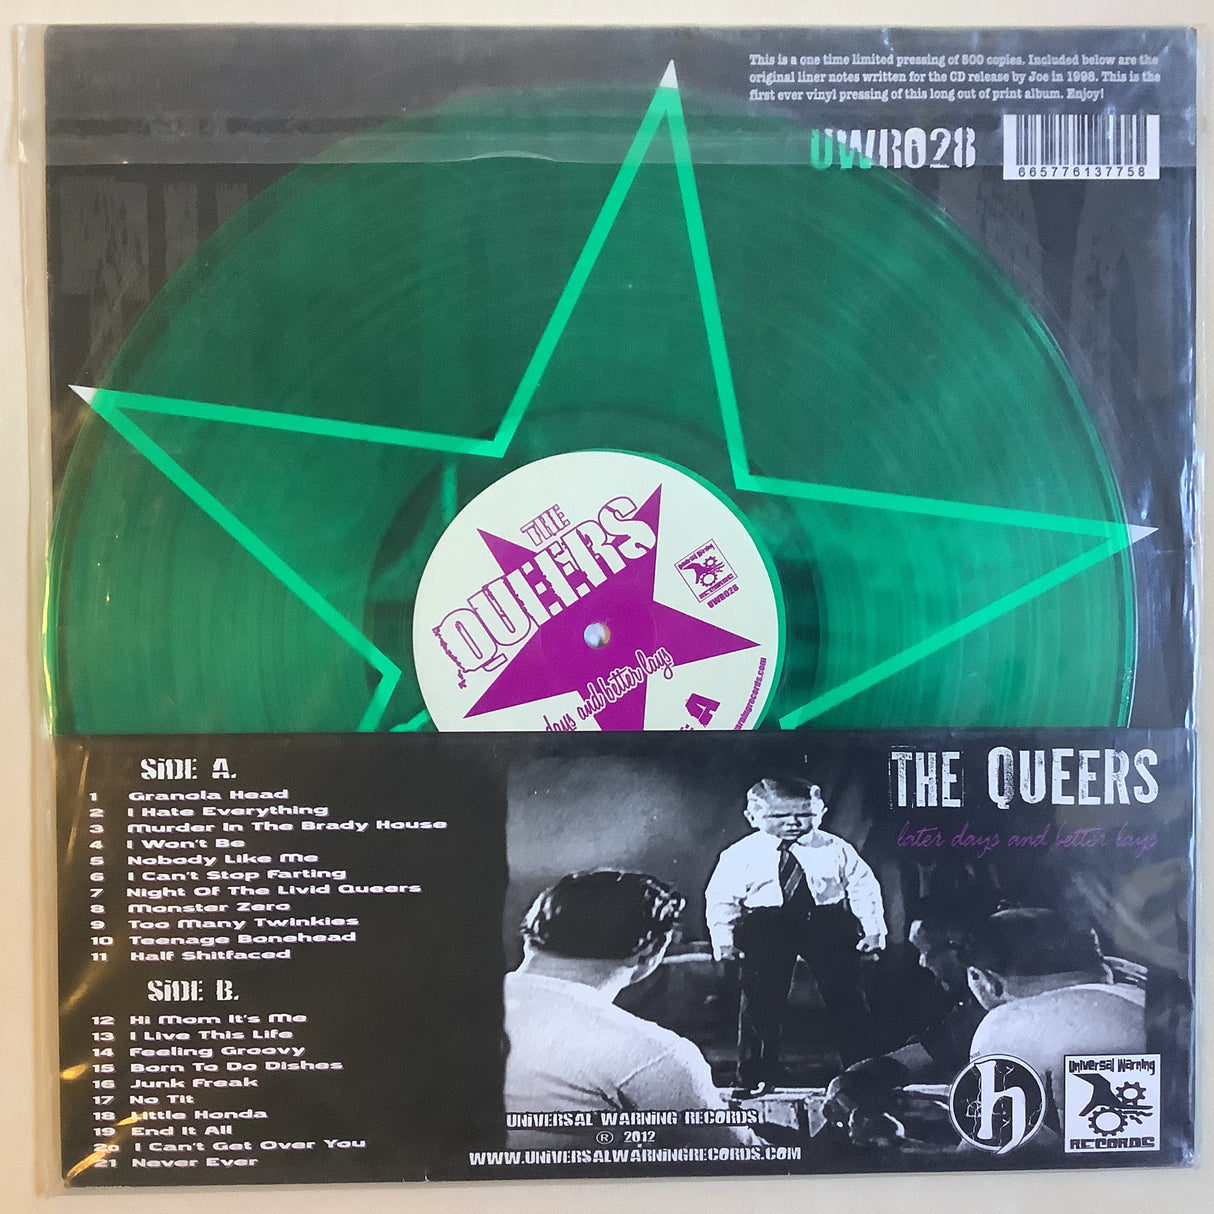 This is a one time limited pressing of 500 copies. Included below are the
original liner notes written for the CD release by Joe in 1998. This is the
first ever vinyl pressing of this long out of print album. Enjoy!
UWR028
665776137758
THE
QUEERS
Universal Warning
RECORDS
UWR028
days and better lays
A
SiDE A.
1 Granola Head
2 I Hate Everything
3 Murder In The Brady House
4 I Won't Be
5 Nobody Like Me
6 I Can't Stop Farting
7 Night Of The Livid Queers
8 Monster Zero
9 Too Many Twinkies
10 Teenage Bonehead
11 Half Shitfaced
SiDE B.
12 Hi Mom It's Me
13 I Live This Life
14 Feeling Groovy
15 Born To Do Dishes
16 Junk Freak
17 No Tit
18 Little Honda
19 End It All
20 I Can't Get Over You
21 Never Ever
THE QUEERS
later days and better lays
h
Universal Warning
RECORDS
UNiVERSAL WARNiNG RECORDS
® 2012
WWW.UNiVERSALWARNiNGRECORDS.COM